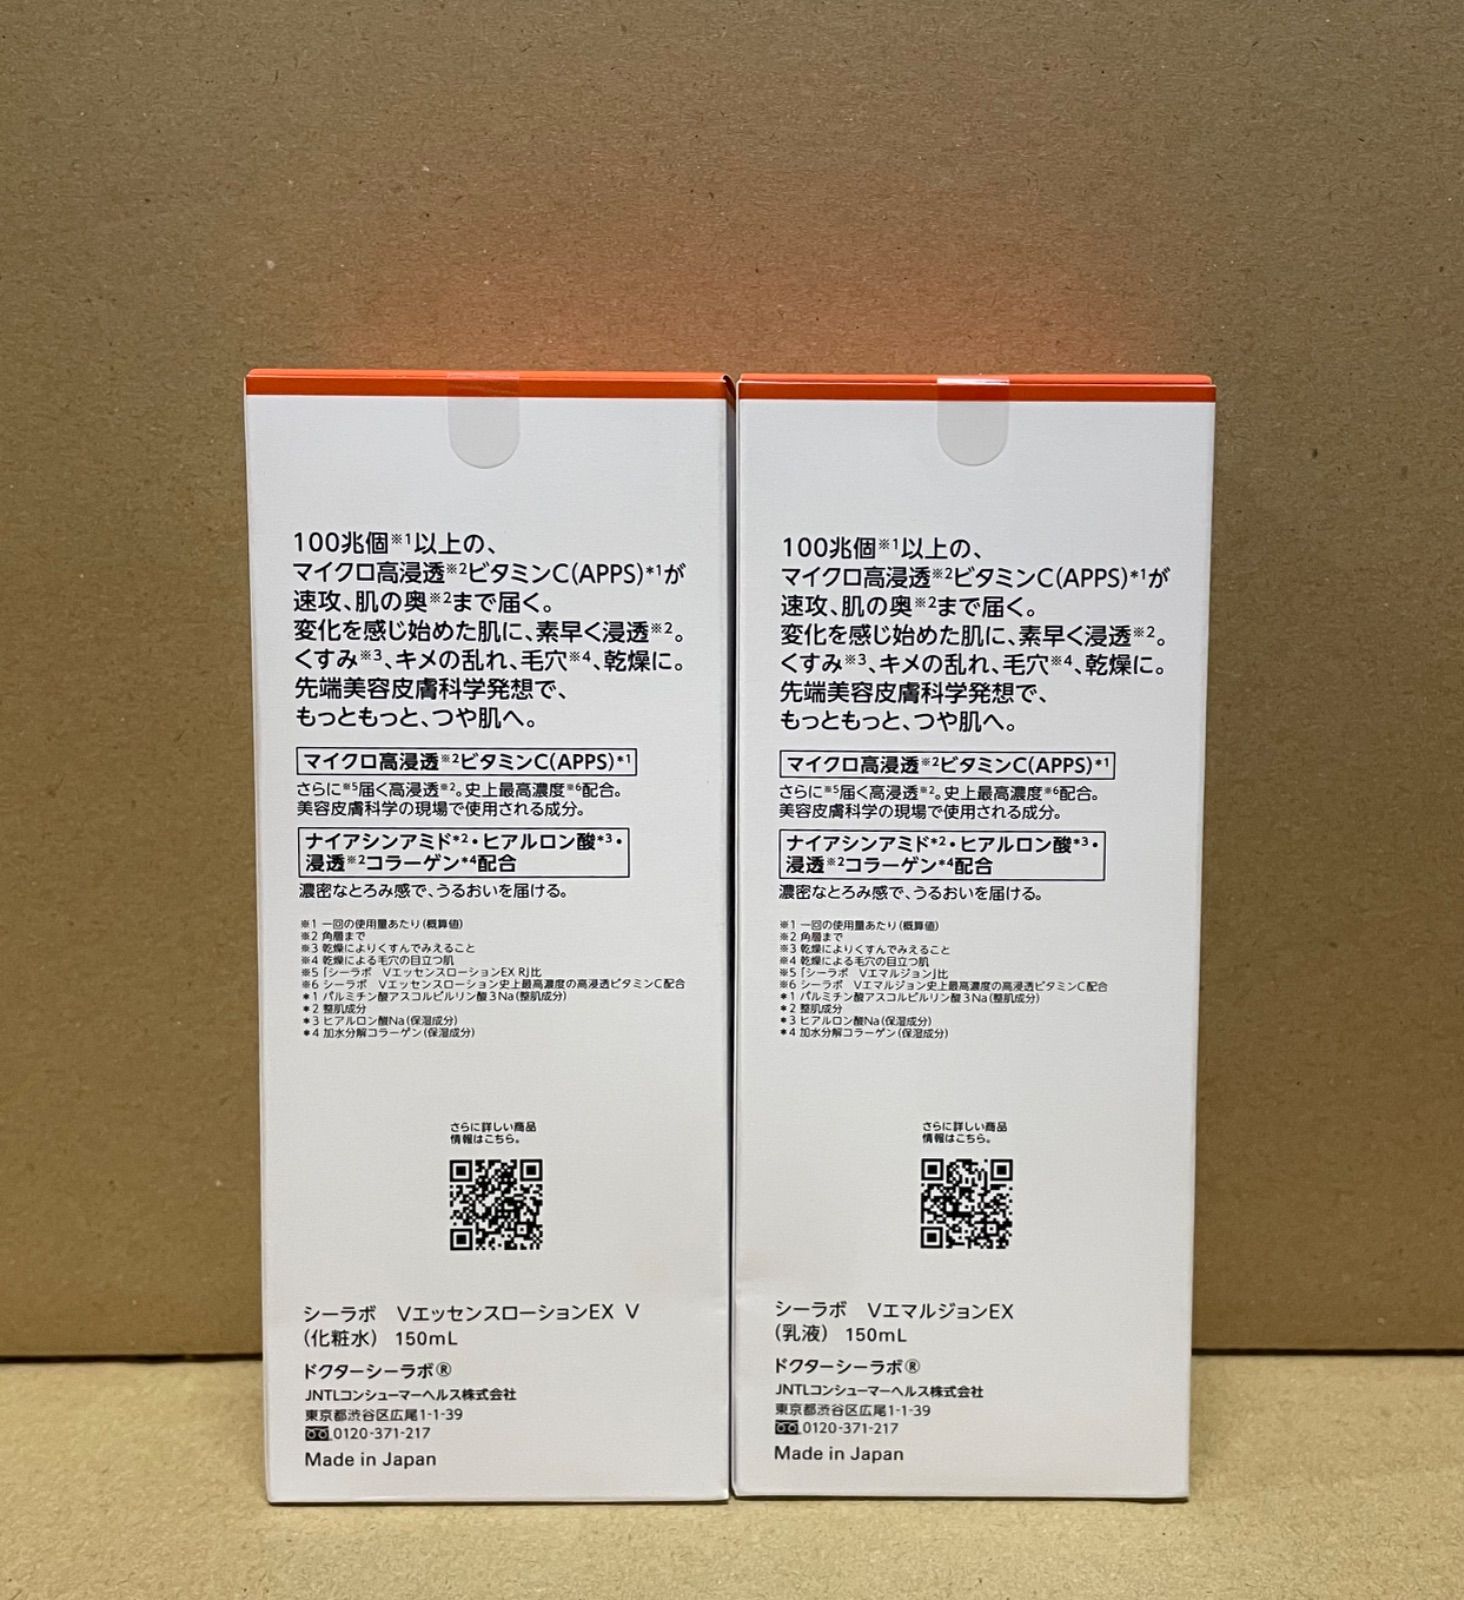 100兆個※1以上の、
マイクロ高浸透※2ビタミンC(APPS)*1が
速攻、肌の奥※2まで届く。
変化を感じ始めた肌に、素早く浸透※2。
くすみ※3、キメの乱れ、毛穴※4、乾燥に。
先端美容皮膚科学発想で、
もっともっと、つや肌へ。
マイクロ高浸透※2ビタミンC(APPS)*1
さらに※5届く高浸透※2。史上最高濃度※6配合。
美容皮膚科学の現場で使用される成分。
ナイアシンアミド*2・ヒアルロン酸*3・
浸透※2コラーゲン*4配合
濃密なとろみ感で、うるおいを届ける。
※1 一回の使用量あたり(概算値)
※2 角層まで
※3 乾燥によりくすんでみえること
※4 乾燥による毛穴の目立つ肌
※5「シーラボ VエッセンスローションEX R」比
※6 シーラボ Vエッセンスローション史上最高濃度の高浸透ビタミンC配合
*1 パルミチン酸アスコルビルリン酸3Na(整肌成分)
*2 整肌成分
*3 ヒアルロン酸Na(保湿成分)
*4 加水分解コラーゲン(保湿成分)
さらに詳しい商品
情報はこちら。
シーラボ VエッセンスローションEX V
(化粧水) 150mL
ドクターシーラボ®
JNTLコンシューマーヘルス株式会社
東京都渋谷区広尾1-1-39
0120-371-217
Made in Japan
100兆個※1以上の、
マイクロ高浸透※2ビタミンC(APPS)*1が
速攻、肌の奥※2まで届く。
変化を感じ始めた肌に、素早く浸透※2。
くすみ※3、キメの乱れ、毛穴※4、乾燥に。
先端美容皮膚科学発想で、
もっともっと、つや肌へ。
マイクロ高浸透※2ビタミンC(APPS)*1
さらに※5届く高浸透※2。史上最高濃度※6配合。
美容皮膚科学の現場で使用される成分。
ナイアシンアミド*2・ヒアルロン酸*3・
浸透※2コラーゲン*4配合
濃密なとろみ感で、うるおいを届ける。
※1 一回の使用量あたり(概算値)
※2 角層まで
※3 乾燥によりくすんでみえること
※4 乾燥による毛穴の目立つ肌
※5「シーラボ Vエマルジョン」比
※6 シーラボ Vエマルジョン史上最高濃度の高浸透ビタミンC配合
*1 パルミチン酸アスコルビルリン酸3Na(整肌成分)
*2 整肌成分
*3 ヒアルロン酸Na(保湿成分)
*4 加水分解コラーゲン(保湿成分)
さらに詳しい商品
情報はこちら。
シーラボ VエマルジョンEX
(乳液) 150mL
ドクターシーラボ®
JNTLコンシューマーヘルス株式会社
東京都渋谷区広尾1-1-39
0120-371-217
Made in Japan